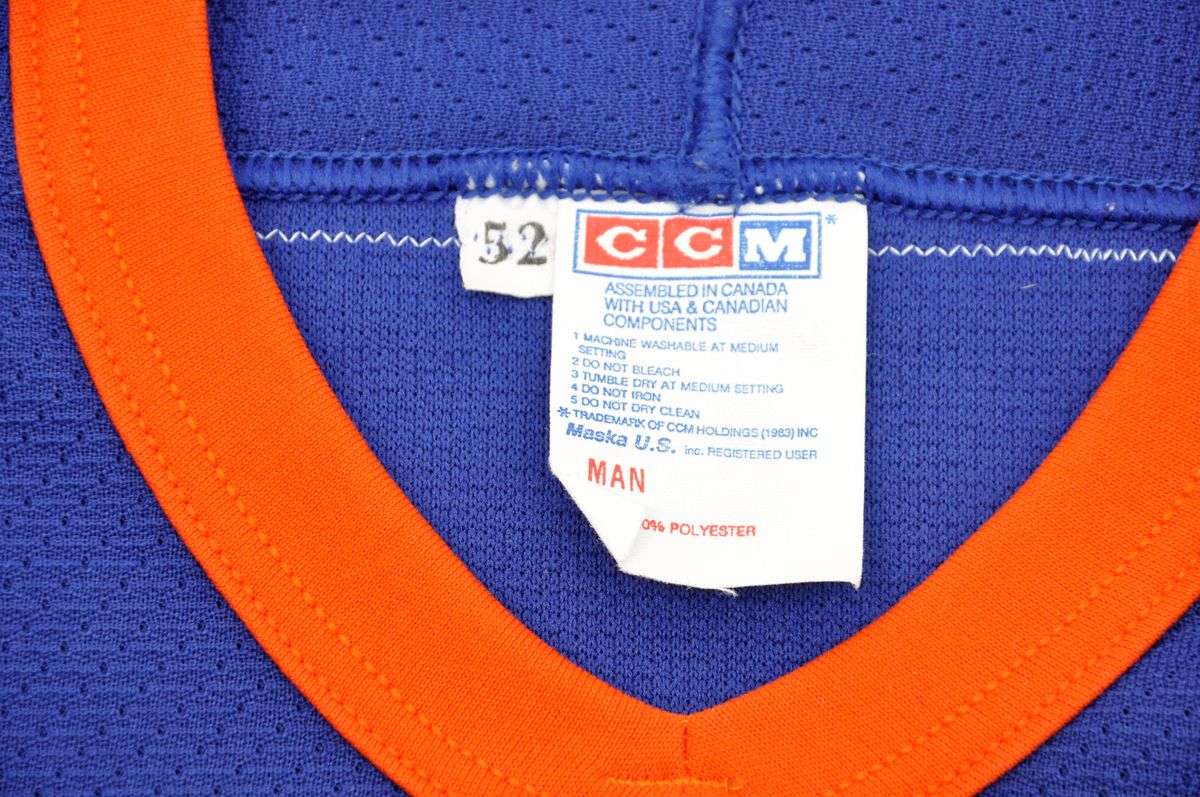 52
CCM*
ASSEMBLED IN CANADA
WITH USA & CANADIAN
COMPONENTS
1 MACHINE WASHABLE AT MEDIUM
SETTING
2 DO NOT BLEACH
3 TUMBLE DRY AT MEDIUM SETTING
4 DO NOT IRON
5 DO NOT DRY CLEAN
* TRADEMARK OF CCM HOLDINGS (1983) INC
Maska U.S. inc. REGISTERED USER
MAN
0% POLYESTER